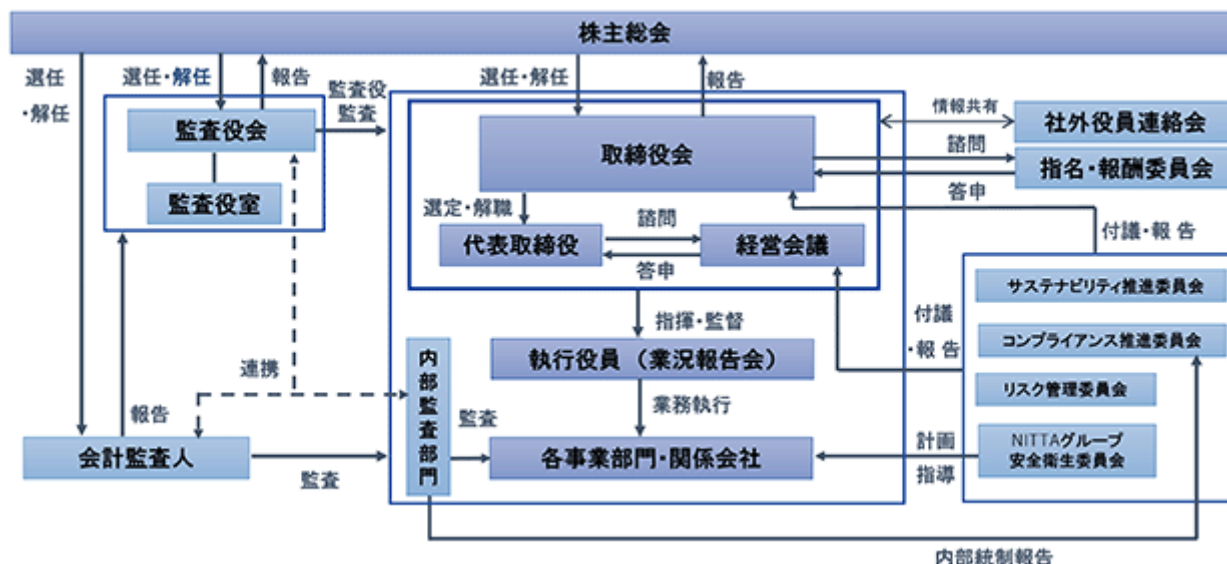 株主総会
選任
・解任
選任・解任
報告
監査役
監査
選任・解任
報告
情報共有
社外役員連絡会
監査役会
取締役会
諮問
指名・報酬委員会
答申
監査役室
選定・解職
諮問
代表取締役
経営会議
答申
付議・報告
サステナビリティ推進委員会
指揮・監督
付議
・報告
コンプライアンス推進委員会
執行役員（業況報告会）
内部監査部門
連携
リスク管理委員会
報告
監査
業務執行
会計監査人
監査
各事業部門・関係会社
計画
指導
NITTAグループ
安全衛生委員会
内部統制報告